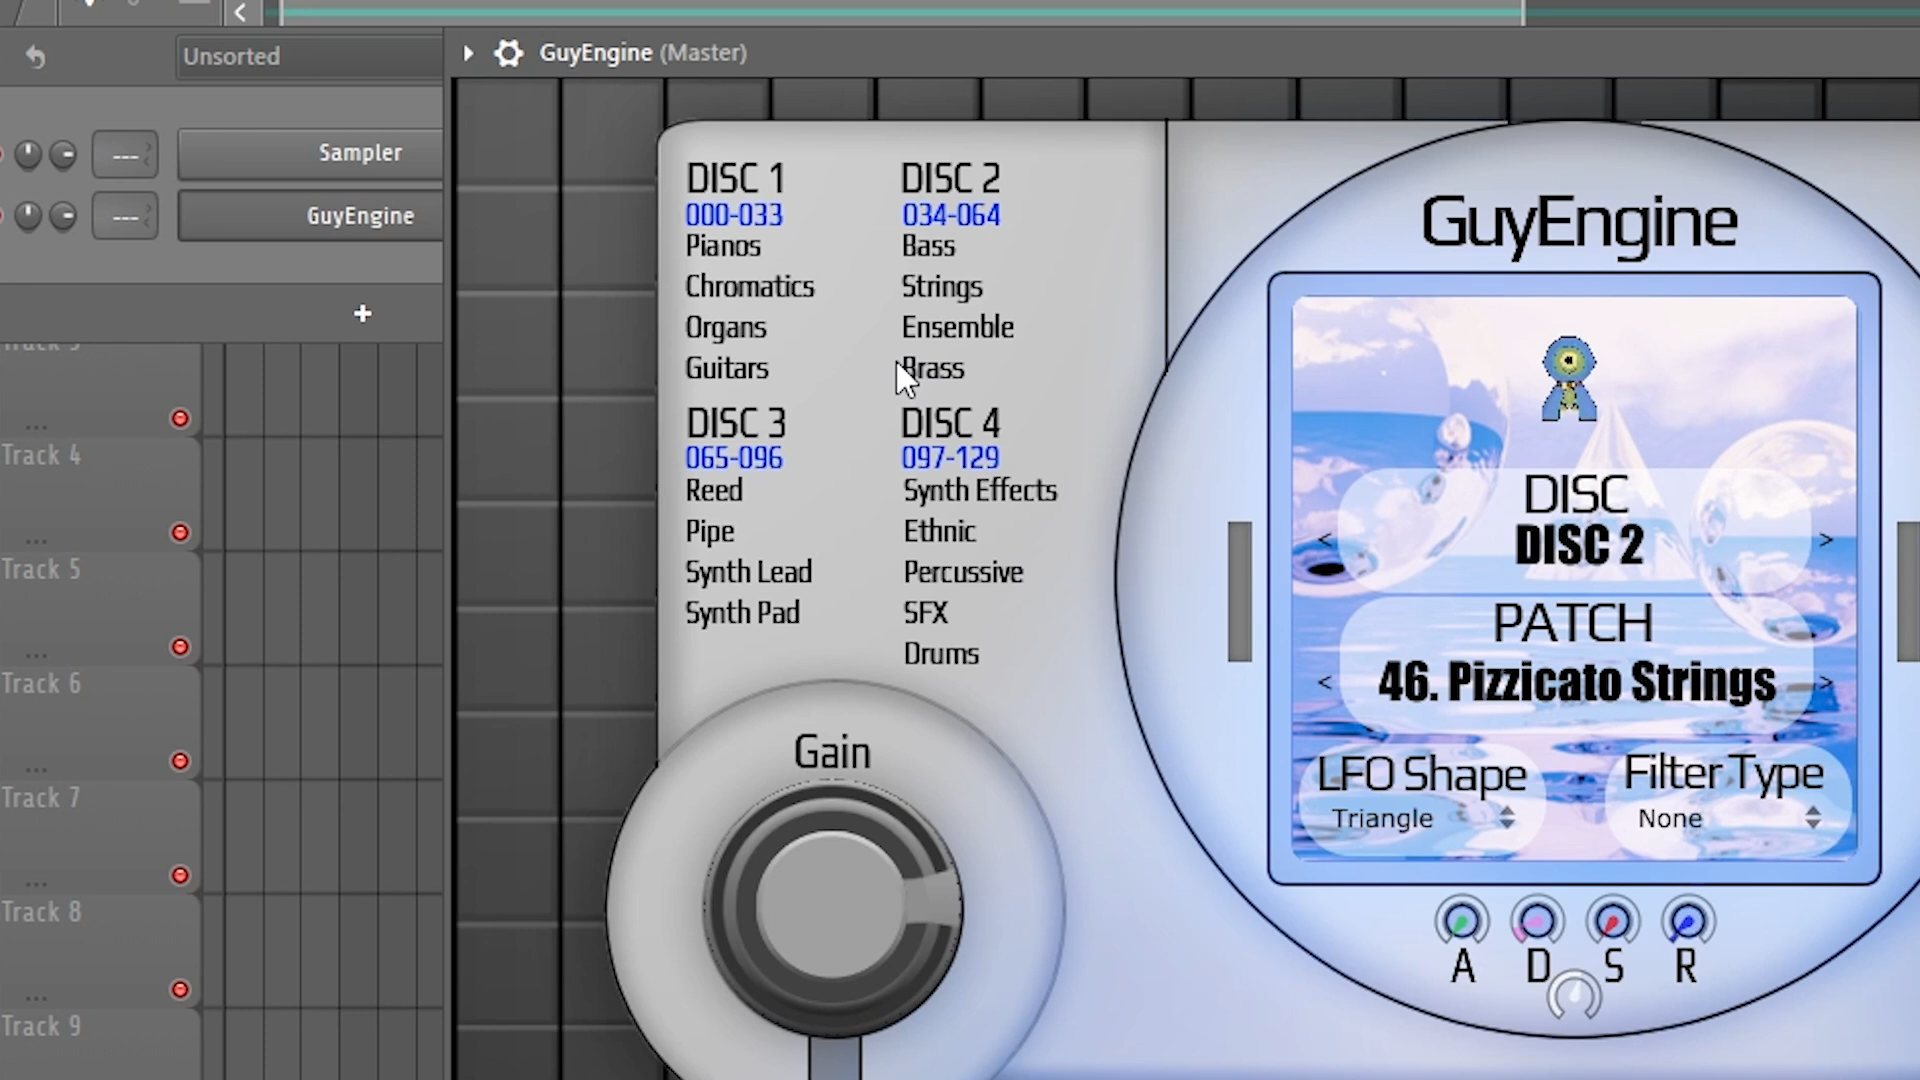 Unsorted
GuyEngine (Master)
--- Sampler
--- GuyEngine
+
...
Track 4
...
Track 5
...
Track 6
...
Track 7
...
Track 8
...
Track 9
DISC 1
000-033
Pianos
Chromatics
Organs
Guitars
DISC 2
034-064
Bass
Strings
Ensemble
Brass
DISC 3
065-096
Reed
Pipe
Synth Lead
Synth Pad
DISC 4
097-129
Synth Effects
Ethnic
Percussive
SFX
Drums
Gain
GuyEngine
DISC
< DISC 2 >
PATCH
< 46. Pizzicato Strings >
LFO Shape
Triangle
Filter Type
None
A D S R